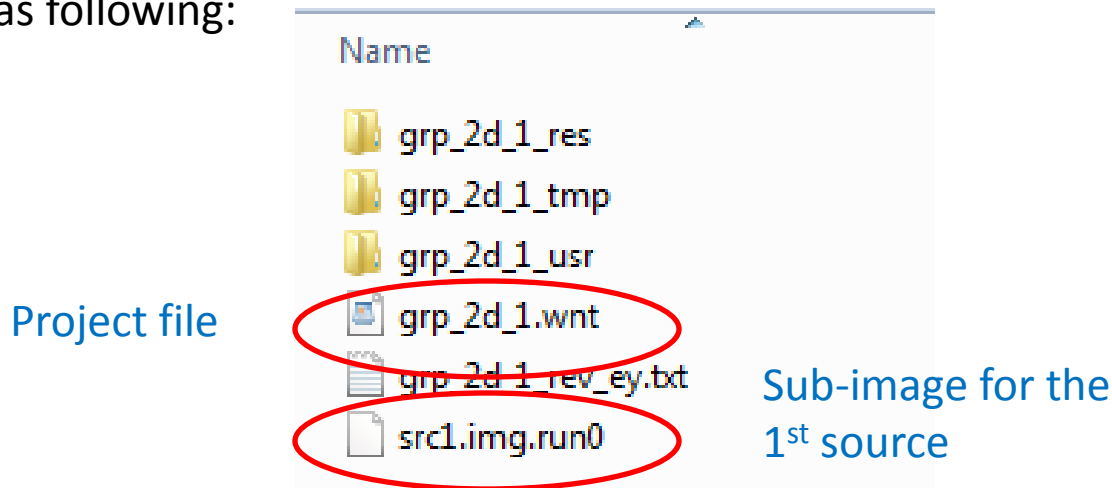 as following:
Name
grp_2d_1_res
grp_2d_1_tmp
grp_2d_1_usr
Project file
grp_2d_1.wnt
grp_2d_1_rev_ey.txt
Sub-image for the
1st source
src1.img.run0